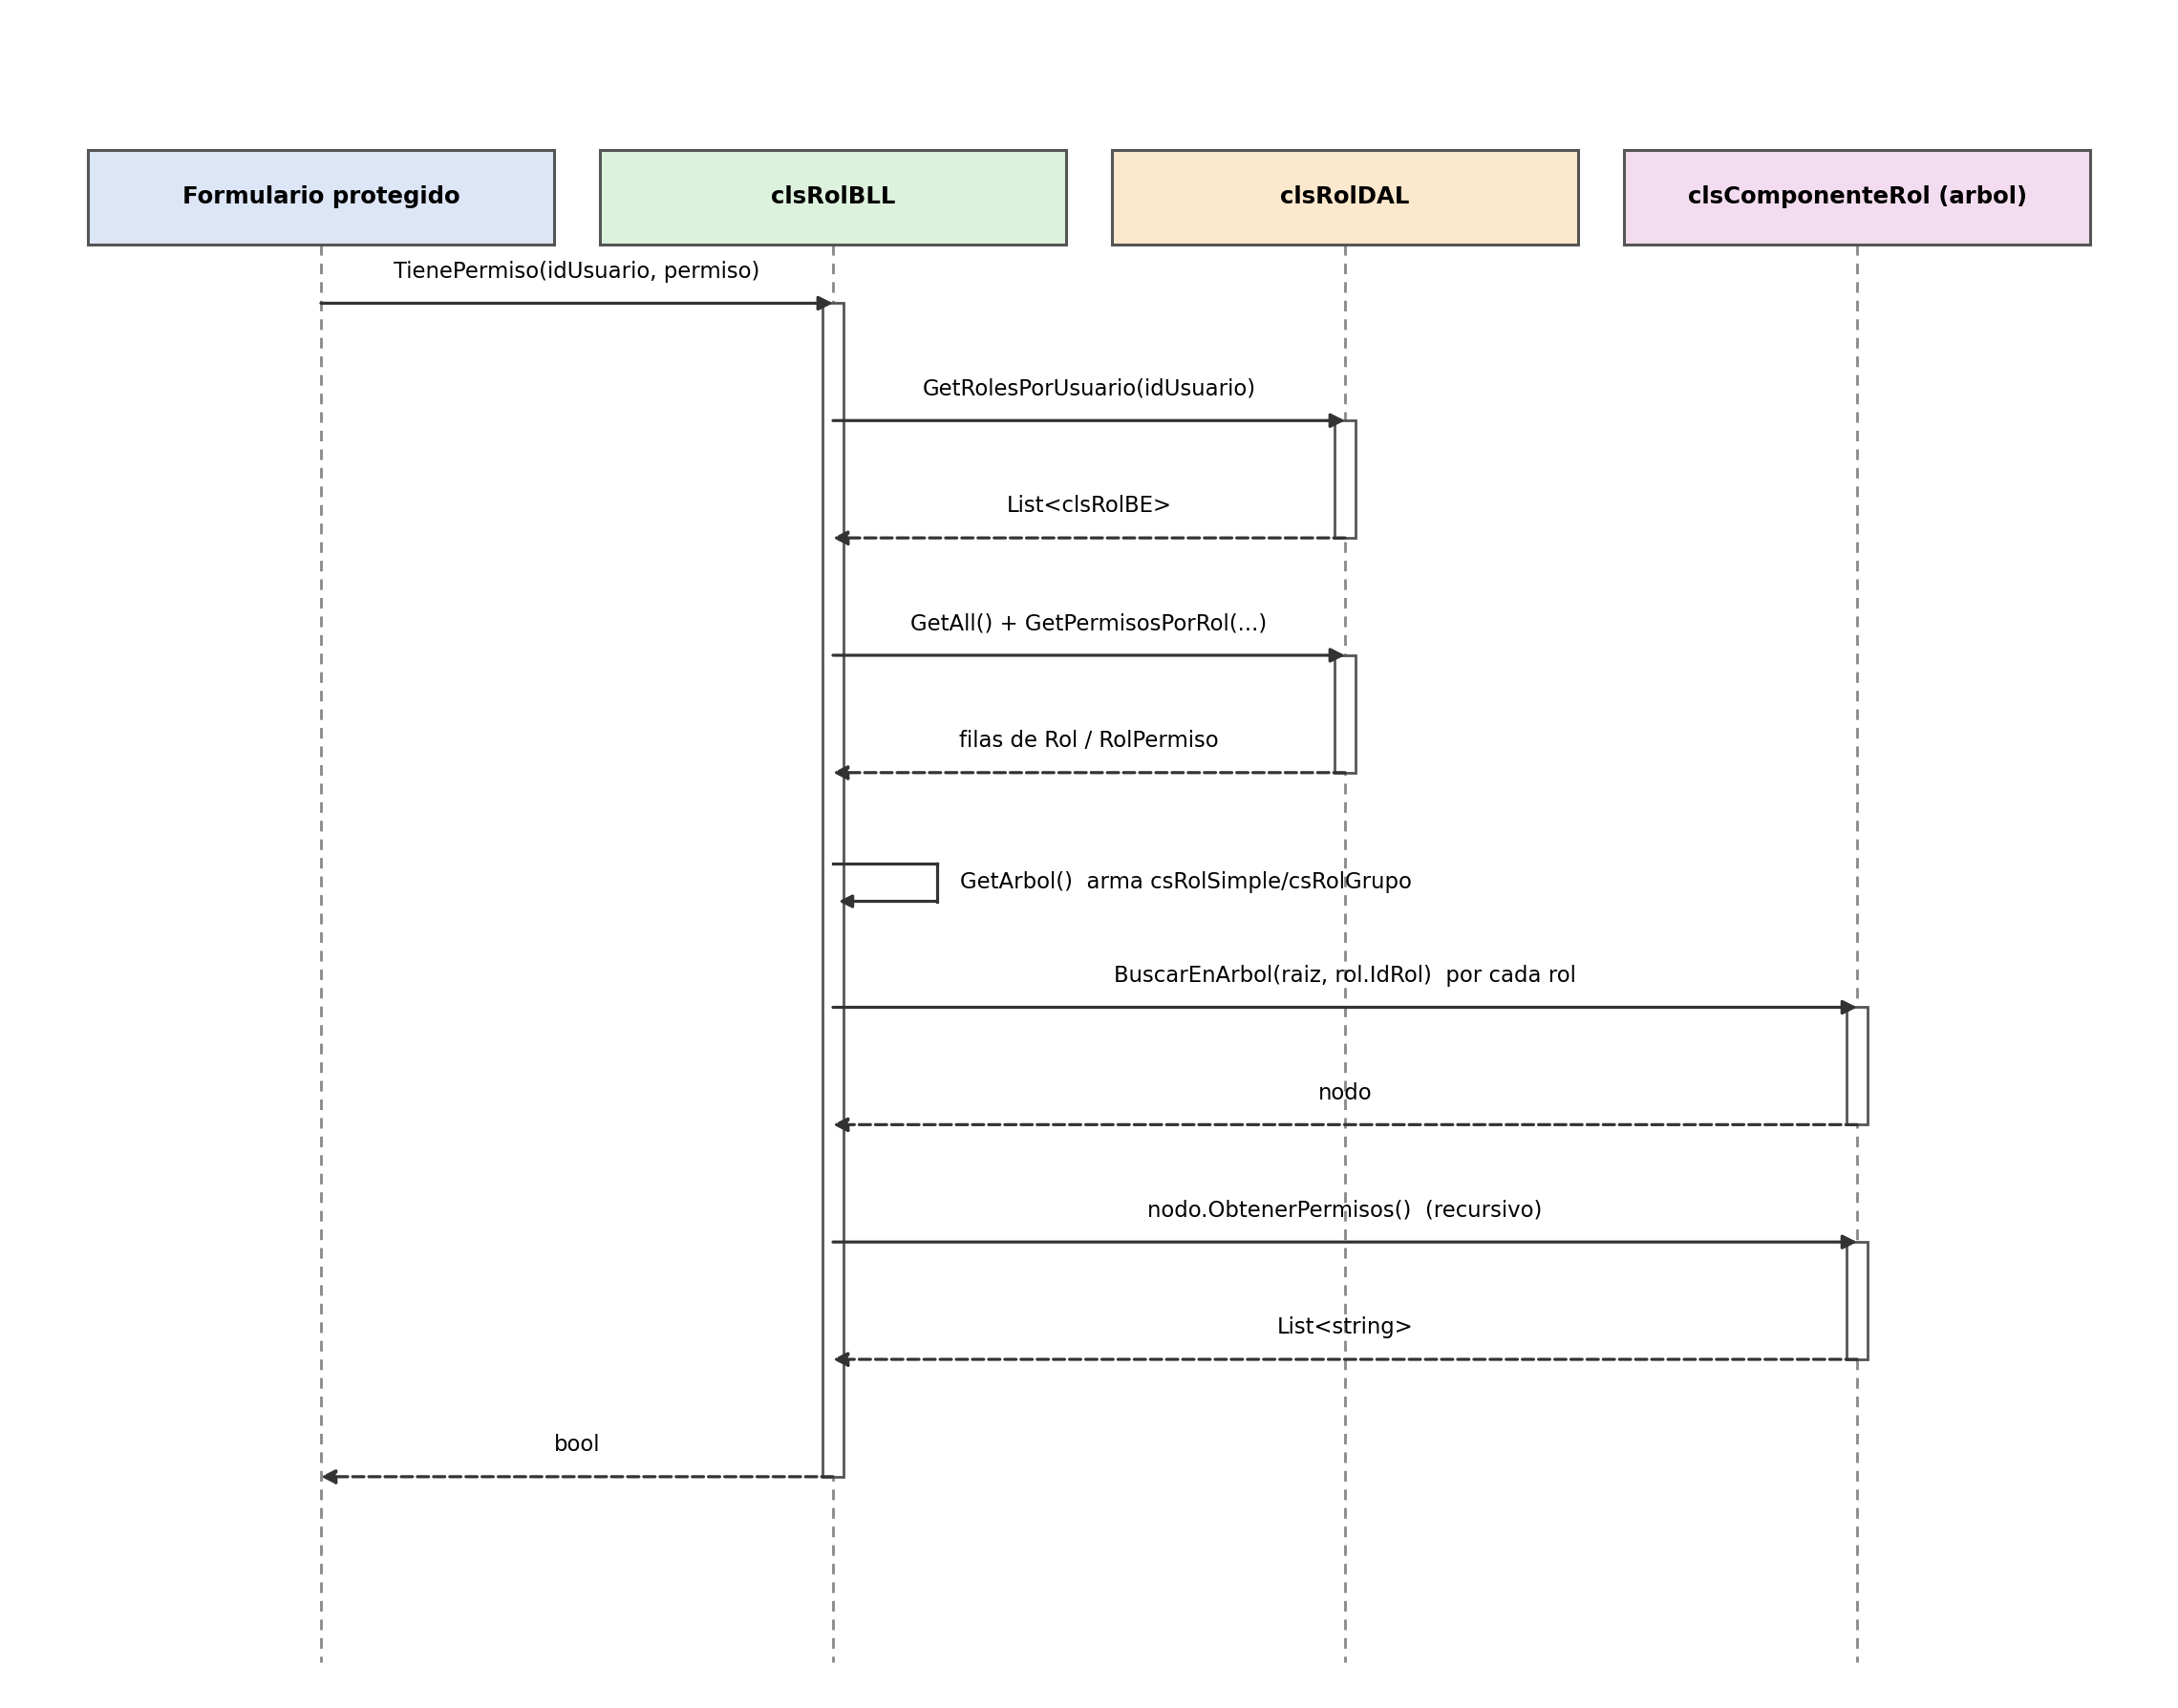 Formulario protegido
clsRolBLL
clsRolDAL
clsComponenteRol (arbol)
TienePermiso(idUsuario, permiso)
GetRolesPorUsuario(idUsuario)
List<clsRolBE>
GetAll() + GetPermisosPorRol(...)
filas de Rol / RolPermiso
GetArbol()  arma csRolSimple/csRolGrupo
BuscarEnArbol(raiz, rol.IdRol)  por cada rol
nodo
nodo.ObtenerPermisos()  (recursivo)
List<string>
bool